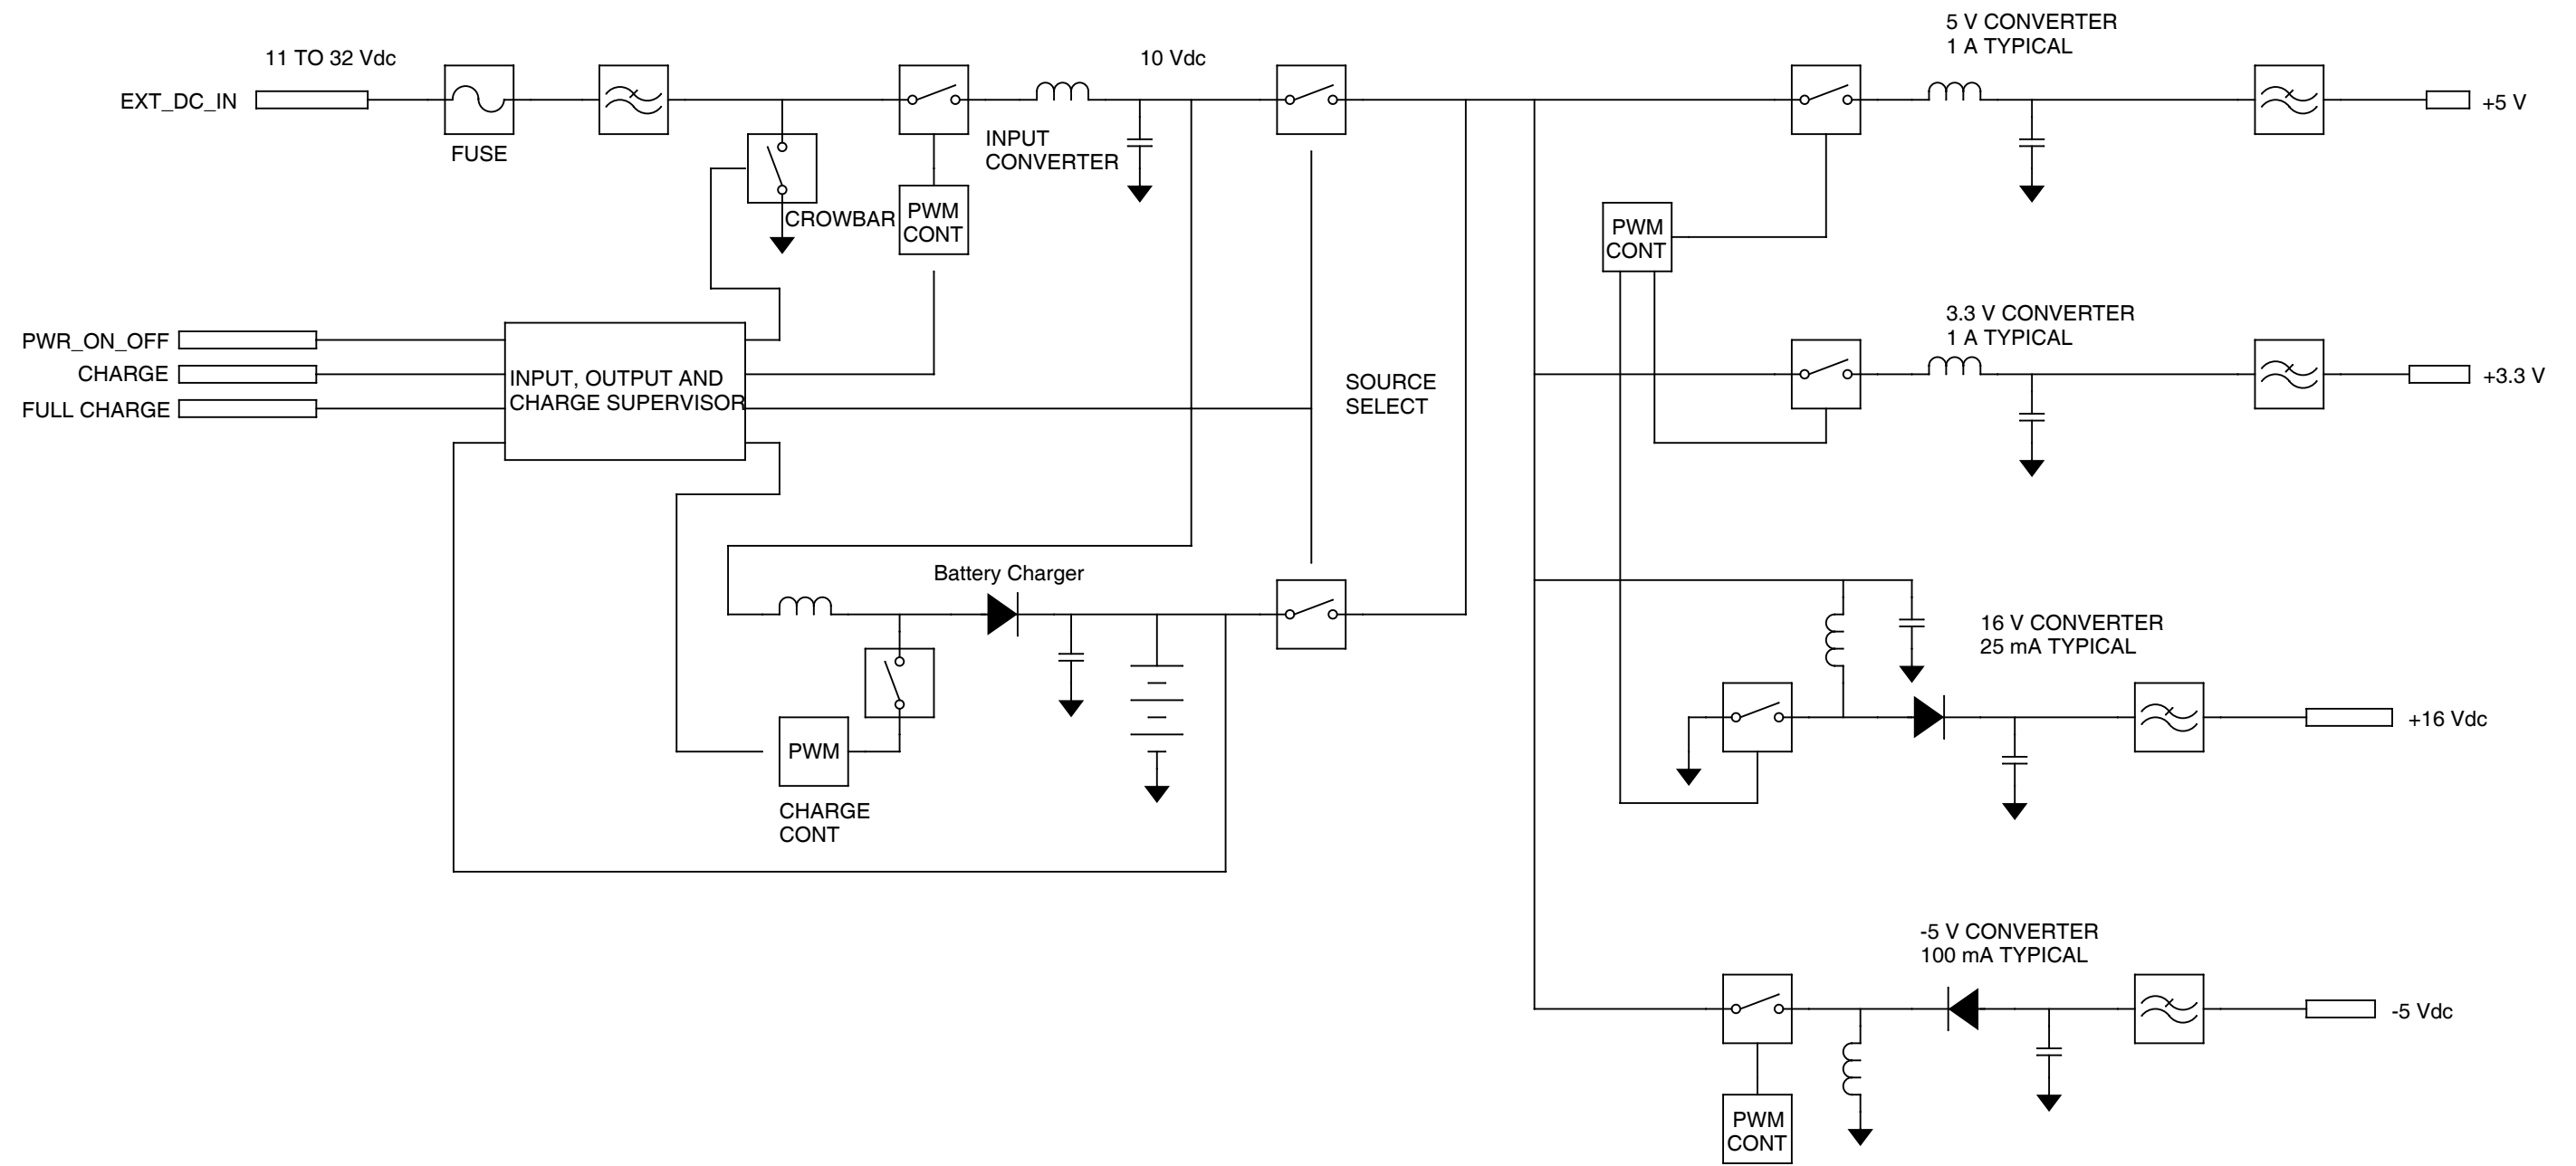 5 V CONVERTER
1 A TYPICAL
11 TO 32 Vdc
10 Vdc
EXT_DC_IN
+5 V
FUSE
INPUT
CONVERTER
CROWBAR
PWM
CONT
PWM
CONT
3.3 V CONVERTER
1 A TYPICAL
PWR_ON_OFF
CHARGE
FULL CHARGE
INPUT, OUTPUT AND
CHARGE SUPERVISOR
SOURCE
SELECT
+3.3 V
Battery Charger
16 V CONVERTER
25 mA TYPICAL
+16 Vdc
PWM
CHARGE
CONT
-5 V CONVERTER
100 mA TYPICAL
-5 Vdc
PWM
CONT